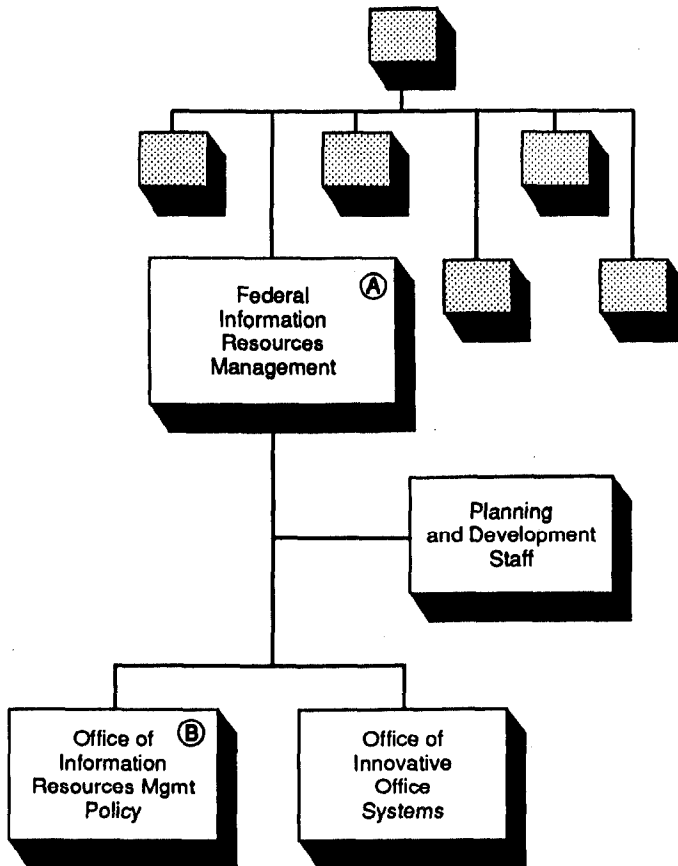 Federal Ⓐ
Information
Resources
Management
Planning
and Development
Staff
Office of Ⓑ
Information
Resources Mgmt
Policy
Office of
Innovative
Office
Systems